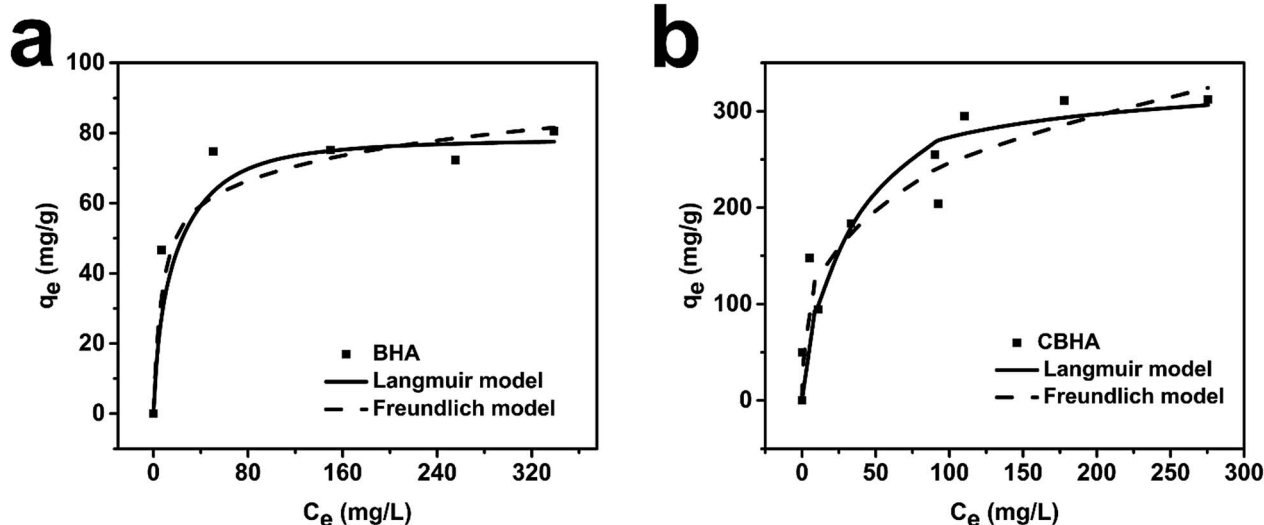 a
100
80
60
40
20
0
qe (mg/g)
BHA
Langmuir model
Freundlich model
0 80 160 240 320
Ce (mg/L)
b
300
200
100
0
qe (mg/g)
CBHA
Langmuir model
Freundlich model
0 50 100 150 200 250 300
Ce (mg/L)